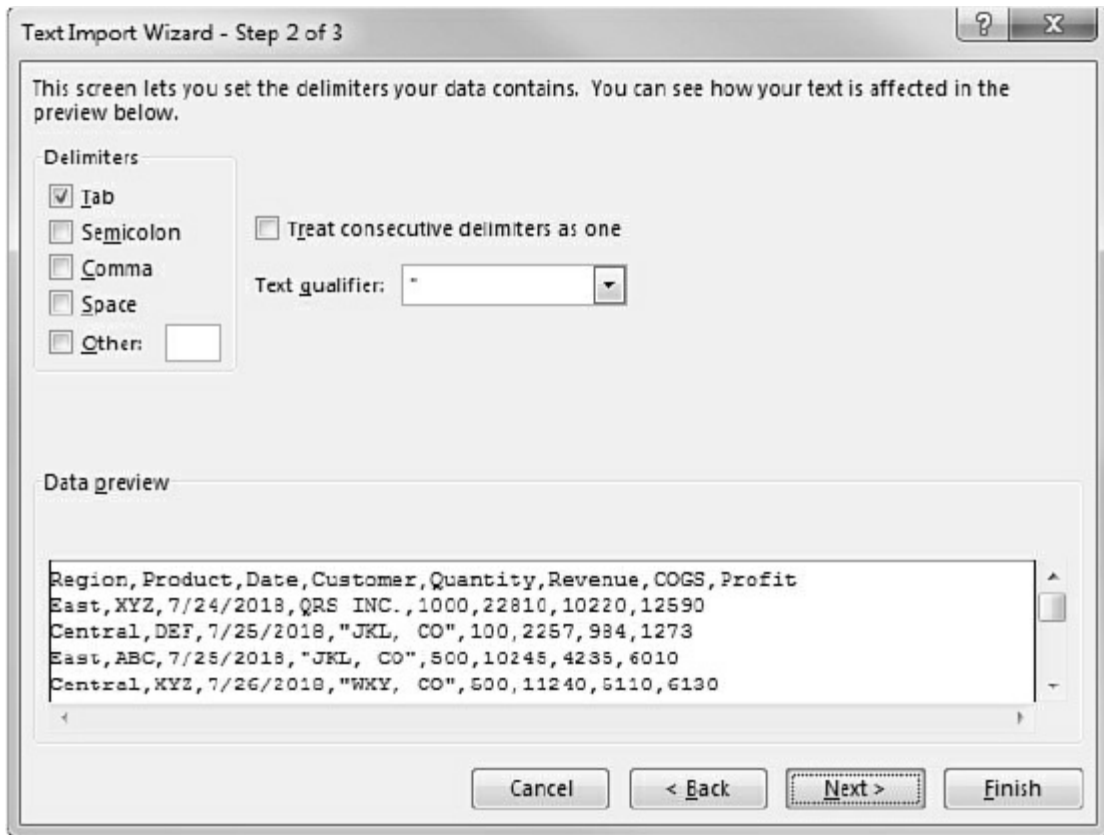 Text Import Wizard - Step 2 of 3
This screen lets you set the delimiters your data contains. You can see how your text is affected in the
preview below.
Delimiters
Tab
Semicolon
Comma
Space
Other:
Treat consecutive delimiters as one
Text qualifier: "
Data preview
Region,Product,Date,Customer,Quantity,Revenue,COGS,Profit
East,XYZ,7/24/2018,QRS INC.,1000,22810,10220,12590
Central,DEF,7/25/2018,"JKL, CO",100,2257,984,1273
East,ABC,7/25/2018,"JKL, CO",500,10245,4235,6010
Central,XYZ,7/26/2018,"WXY, CO",500,11240,5110,6130
Cancel
< Back
Next >
Finish